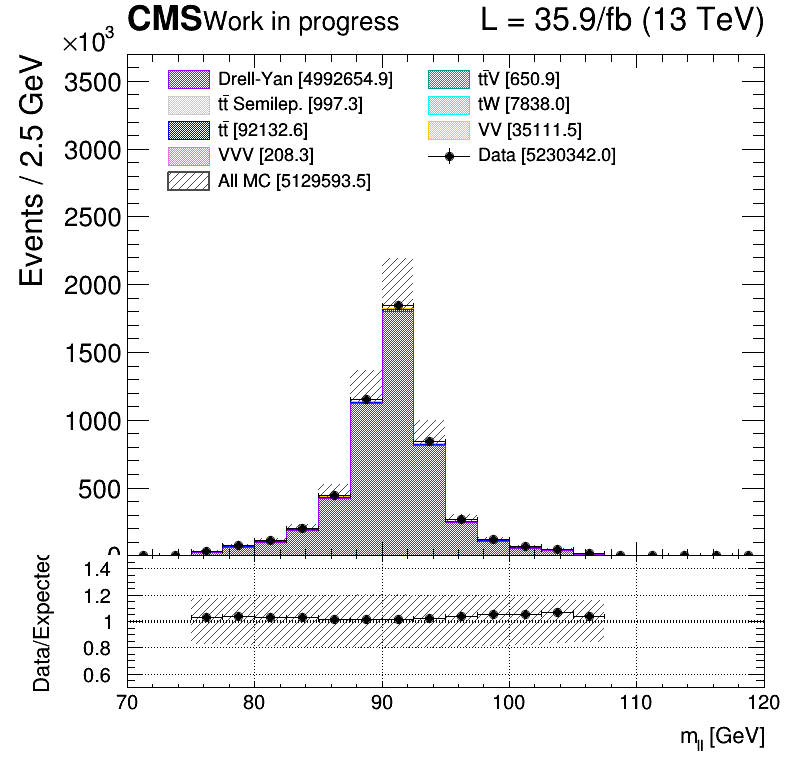 CMS Work in progress L = 35.9/fb (13 TeV)
×10³
Events / 2.5 GeV
3500
3000
2500
2000
1500
1000
500
0
Drell-Yan [4992654.9]
tt̄ Semilep. [997.3]
tt̄ [92132.6]
VVV [208.3]
All MC [5129593.5]
tt̄V [650.9]
tW [7838.0]
VV [35111.5]
Data [5230342.0]
Data/Expected
1.4
1.2
1
0.8
0.6
70 80 90 100 110 120
m_ll [GeV]